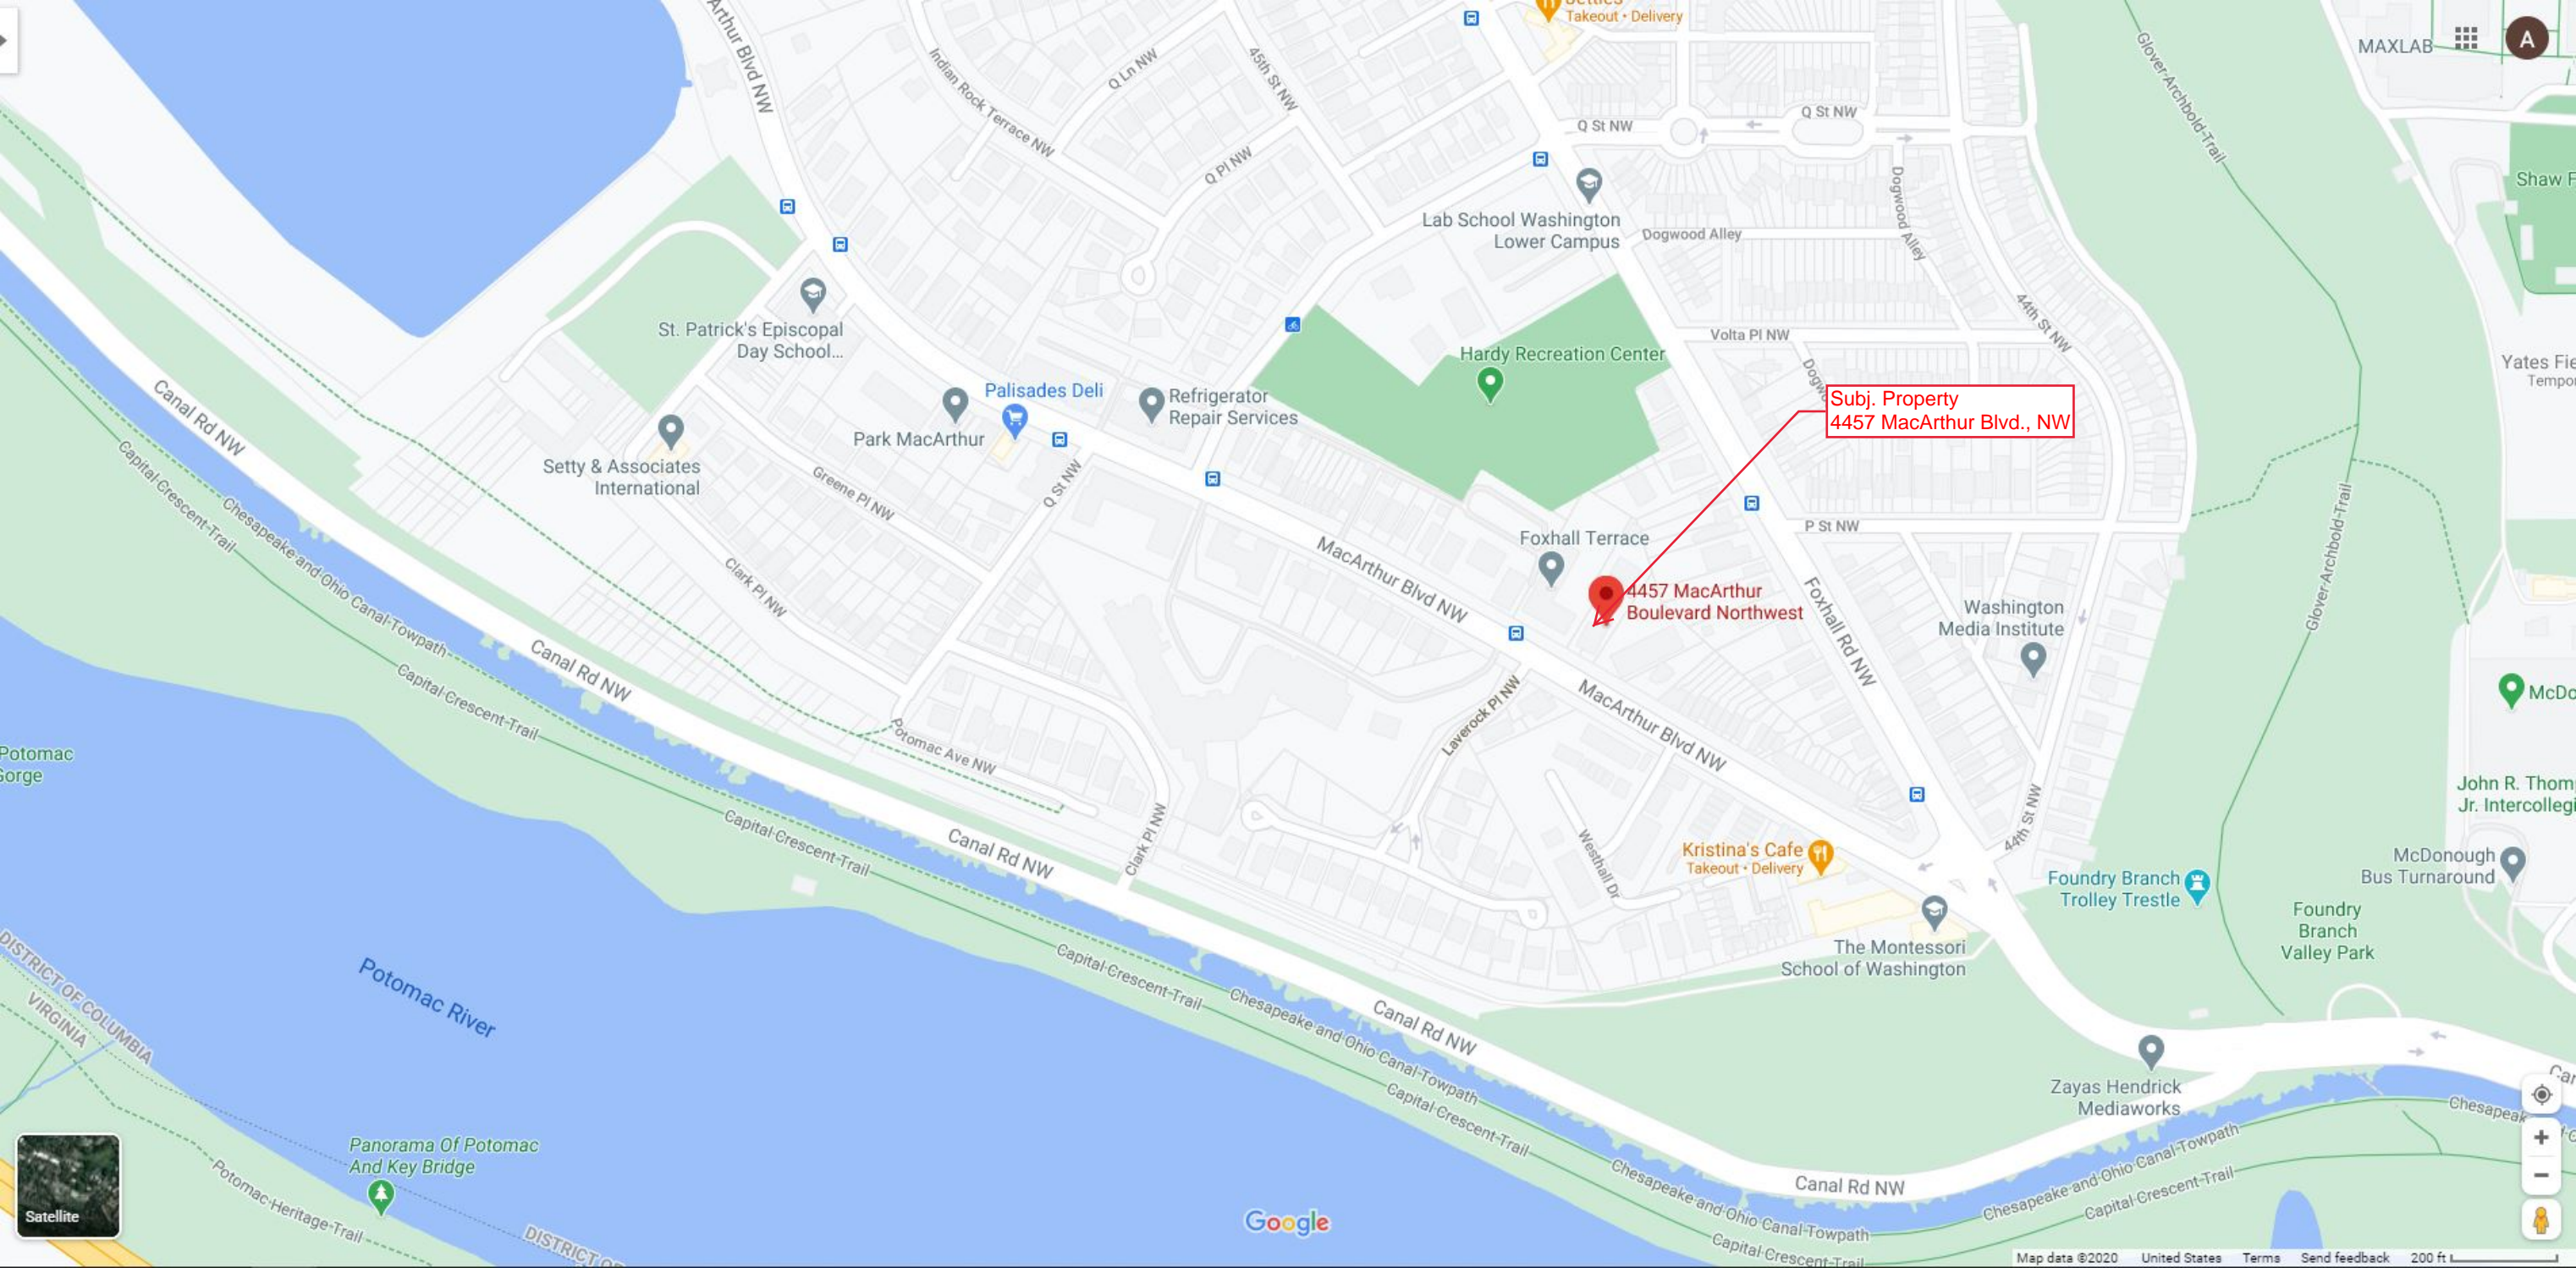 Arthur Blvd NW
Takeout • Delivery
Indian Rock Terrace NW
Q Ln NW
45th St NW
Q Pl NW
Q St NW
Q St NW
Glover-Archbold-Trail
MAXLAB
A
Shaw F
Lab School Washington
Lower Campus
Dogwood Alley
Dogwood Alley
44th St NW
St. Patrick's Episcopal
Day School...
Hardy Recreation Center
Volta Pl NW
Yates Fie
Tempo
Canal Rd NW
Palisades Deli
Refrigerator
Repair Services
Park MacArthur
Subj. Property
4457 MacArthur Blvd., NW
Setty & Associates
International
Greene Pl NW
Q St NW
Capital-Crescent-Trail
Chesapeake-and-Ohio Canal-Towpath
Clark Pl NW
MacArthur Blvd NW
Foxhall Terrace
P St NW
Glover-Archbold-Trail
4457 MacArthur
Boulevard Northwest
Foxhall Rd NW
Washington
Media Institute
Canal Rd NW
Capital-Crescent-Trail
Laverock Pl NW
MacArthur Blvd NW
McDo
Potomac
Gorge
Potomac Ave NW
John R. Thom
Jr. Intercollegi
Capital-Crescent-Trail
Canal Rd NW
Clark Pl NW
Westhall Dr
Kristina's Cafe
Takeout • Delivery
44th St NW
McDonough
Bus Turnaround
Foundry Branch
Trolley Trestle
Foundry
Branch
Valley Park
The Montessori
School of Washington
DISTRICT OF COLUMBIA
VIRGINIA
Potomac River
Capital-Crescent-Trail
Chesapeake and-Ohio Canal-Towpath
Canal Rd NW
Capital-Crescent-Trail
Zayas Hendrick
Mediaworks
Chesapeak
Panorama Of Potomac
And Key Bridge
Potomac-Heritage-Trail
Satellite
Google
Chesapeake-and-Ohio Canal-Towpath
Canal Rd NW
Chesapeake-and Ohio Canal-Towpath
Capital-Crescent-Trail
Capital-Crescent-Trail
Map data ©2020 United States Terms Send feedback 200 ft